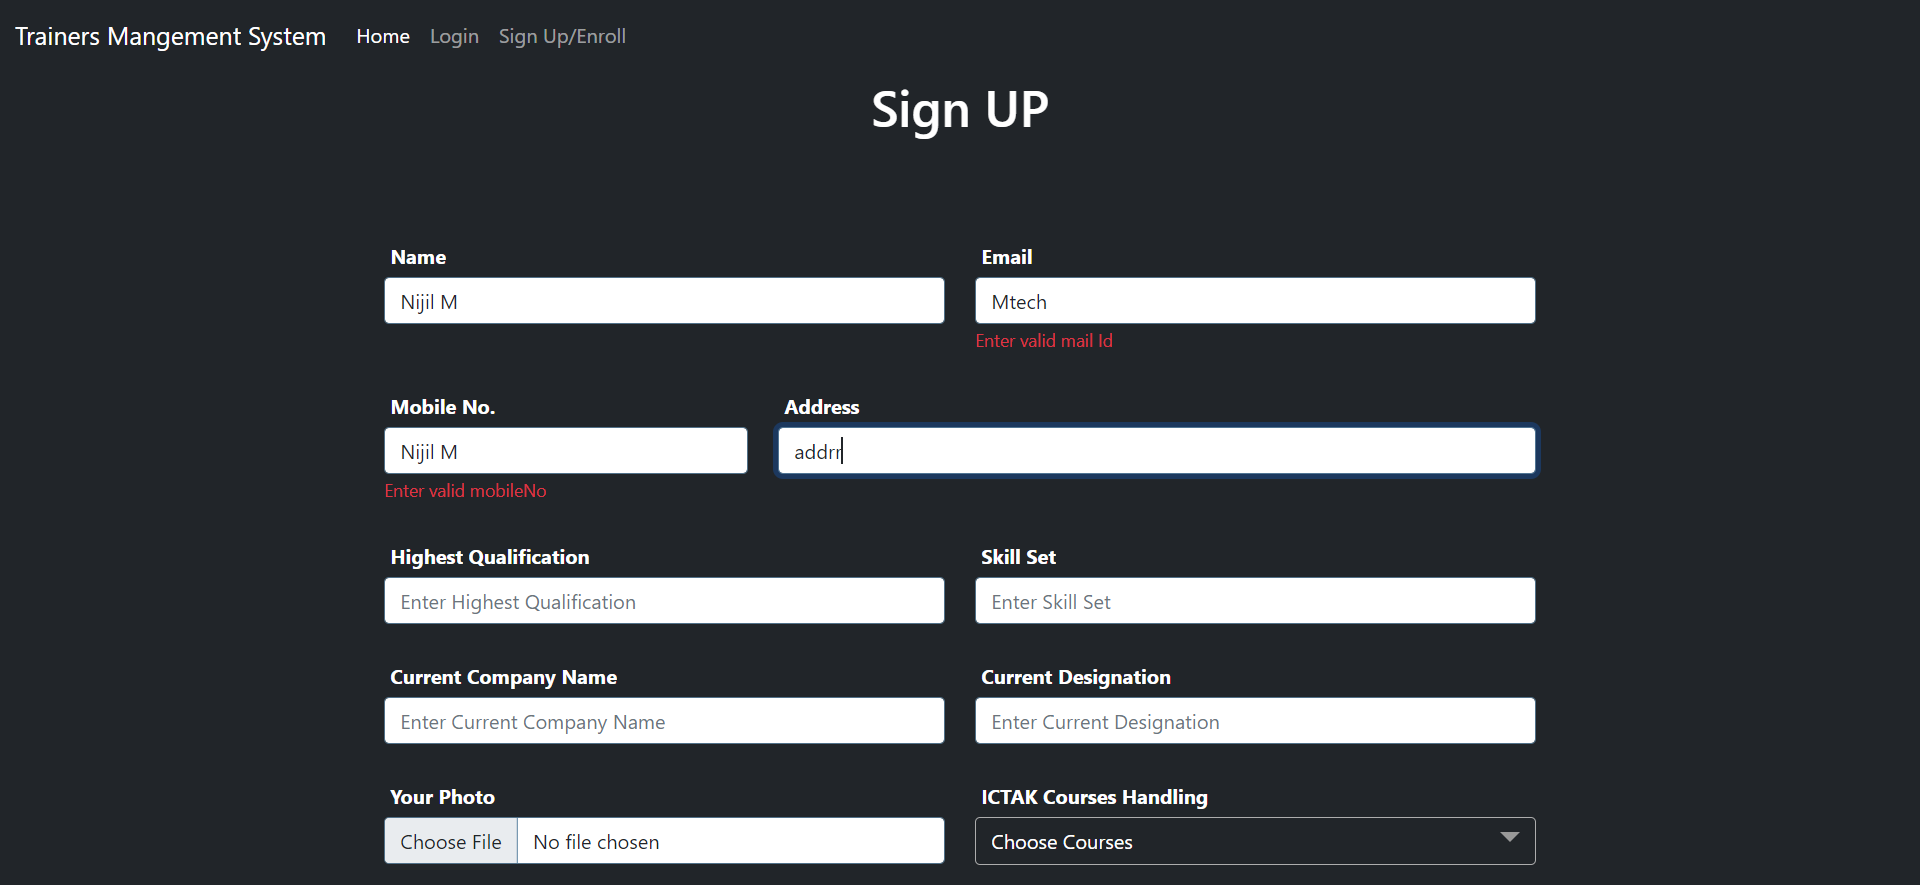 Trainers Mangement System Home Login Sign Up/Enroll
Sign UP
Name Email
Nijil M Mtech
Enter valid mail Id
Mobile No. Address
Nijil M addrr
Enter valid mobileNo
Highest Qualification Skill Set
Enter Highest Qualification Enter Skill Set
Current Company Name Current Designation
Enter Current Company Name Enter Current Designation
Your Photo ICTAK Courses Handling
Choose File No file chosen Choose Courses